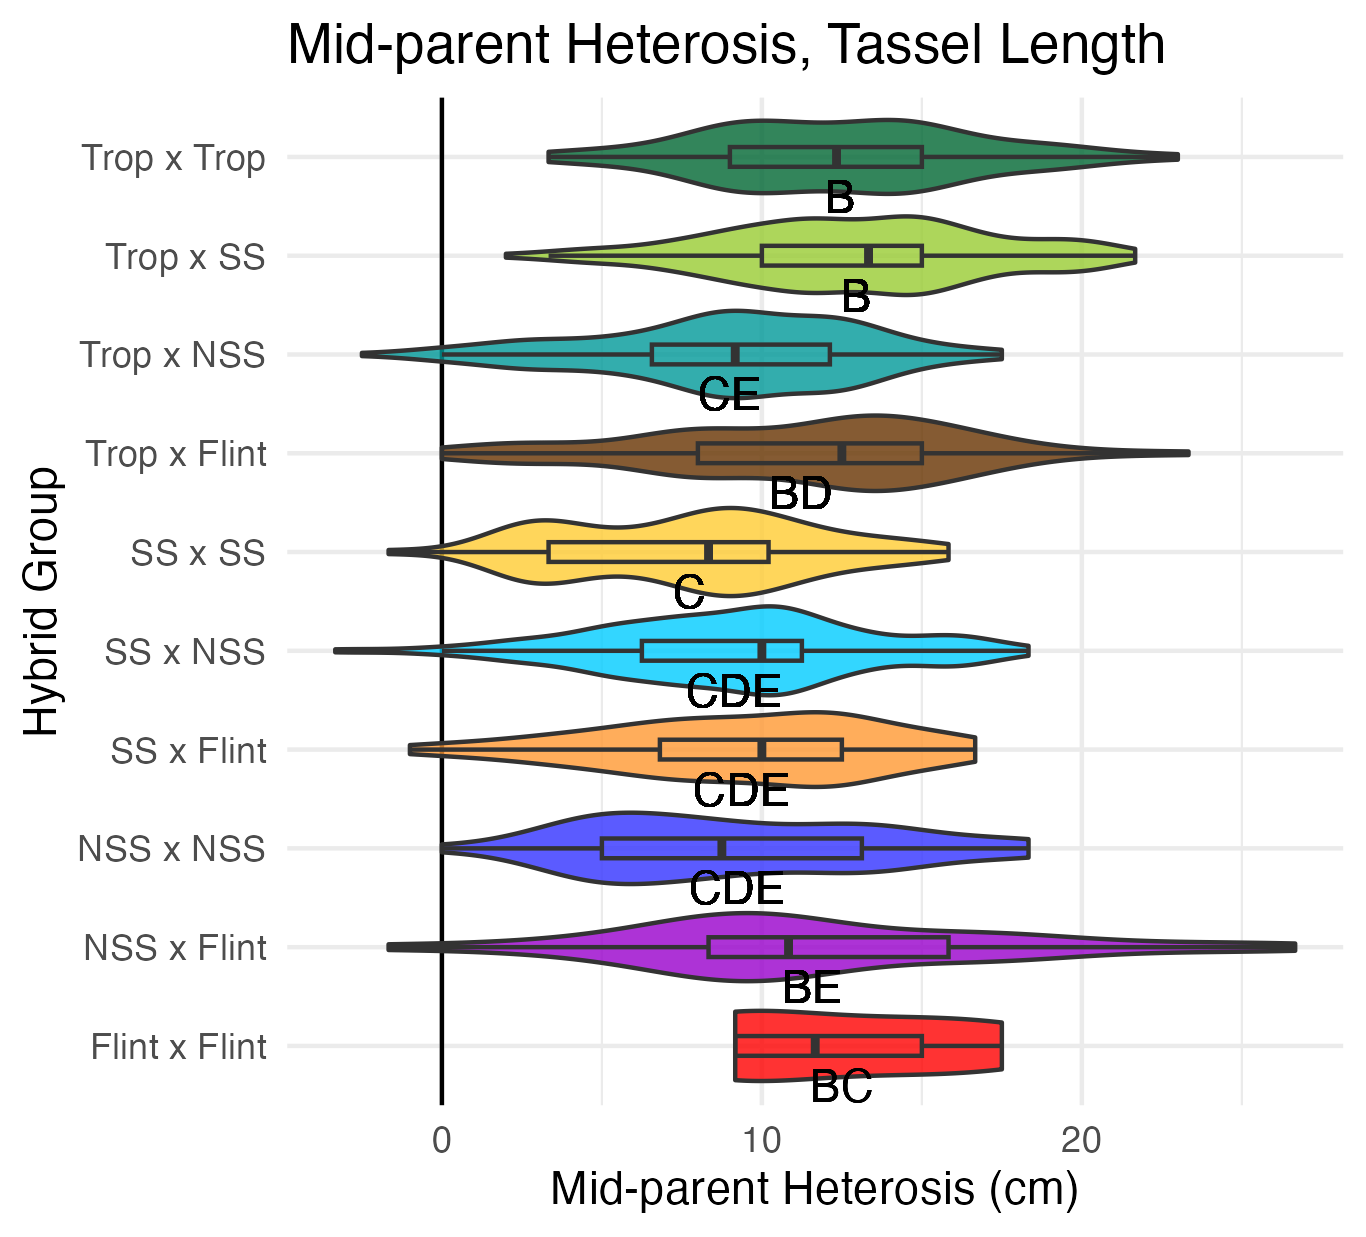 Mid-parent Heterosis, Tassel Length
Hybrid Group
Trop x Trop
B
Trop x SS
B
Trop x NSS
CE
Trop x Flint
BD
SS x SS
C
SS x NSS
CDE
SS x Flint
CDE
NSS x NSS
CDE
NSS x Flint
BE
Flint x Flint
BC
0 10 20
Mid-parent Heterosis (cm)